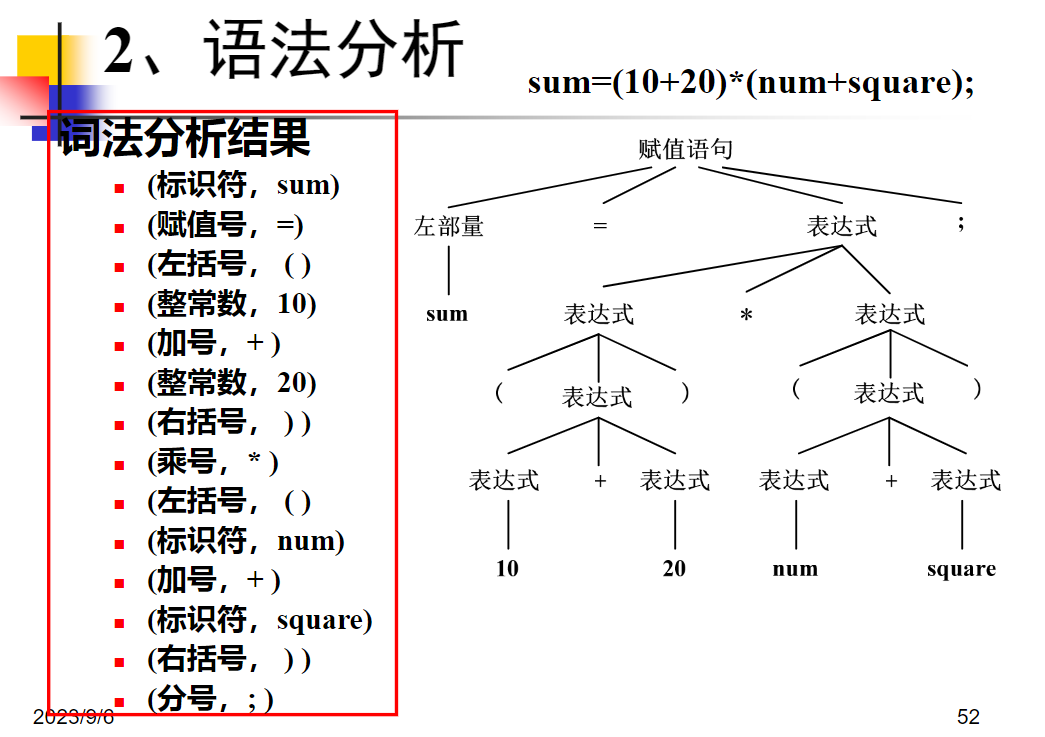 2、语法分析
sum=(10+20)*(num+square);
词法分析结果
(标识符，sum)
(赋值号，=)
(左括号， ( )
(整常数，10)
(加号，+ )
(整常数，20)
(右括号， ) )
(乘号，* )
(左括号， ( )
(标识符，num)
(加号，+ )
(标识符，square)
(右括号， ) )
(分号，; )
赋值语句
左部量 = 表达式 ;
sum 表达式 * 表达式
( 表达式 ) ( 表达式 )
表达式 + 表达式 表达式 + 表达式
10 20 num square
2023/9/6
52